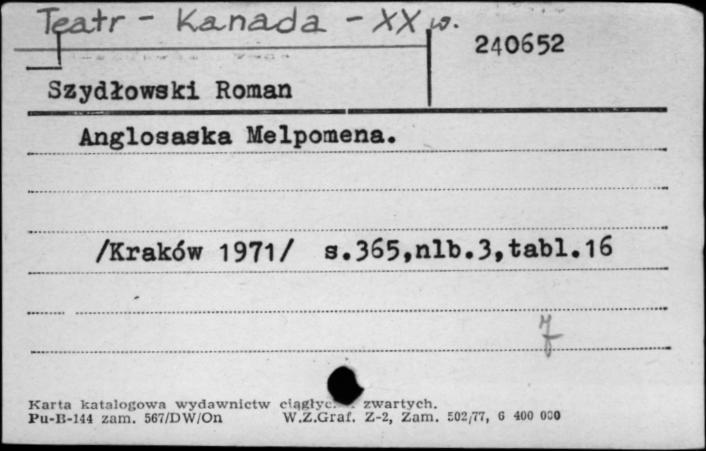 Teatr - Kanada - XX w.
240652
Szydłowski Roman
Anglosaska Melpomena.
/Kraków 1971/ s.365,nlb.3,tabl.16
Karta katalogowa wydawnictw zwartych.
Pu-B-144 zam. 567/DW/On W.Z.Graf. Z-2, Zam. 502/77, 6 400 000